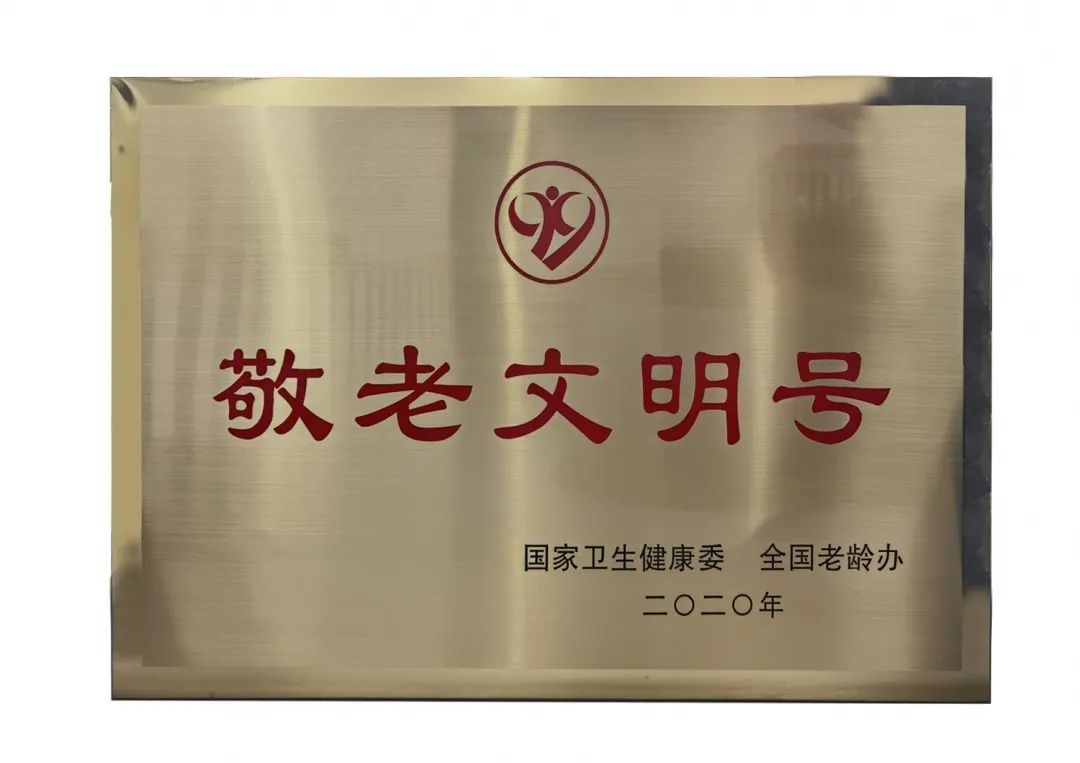 敬老文明号
国家卫生健康委 全国老龄办
二〇二〇年